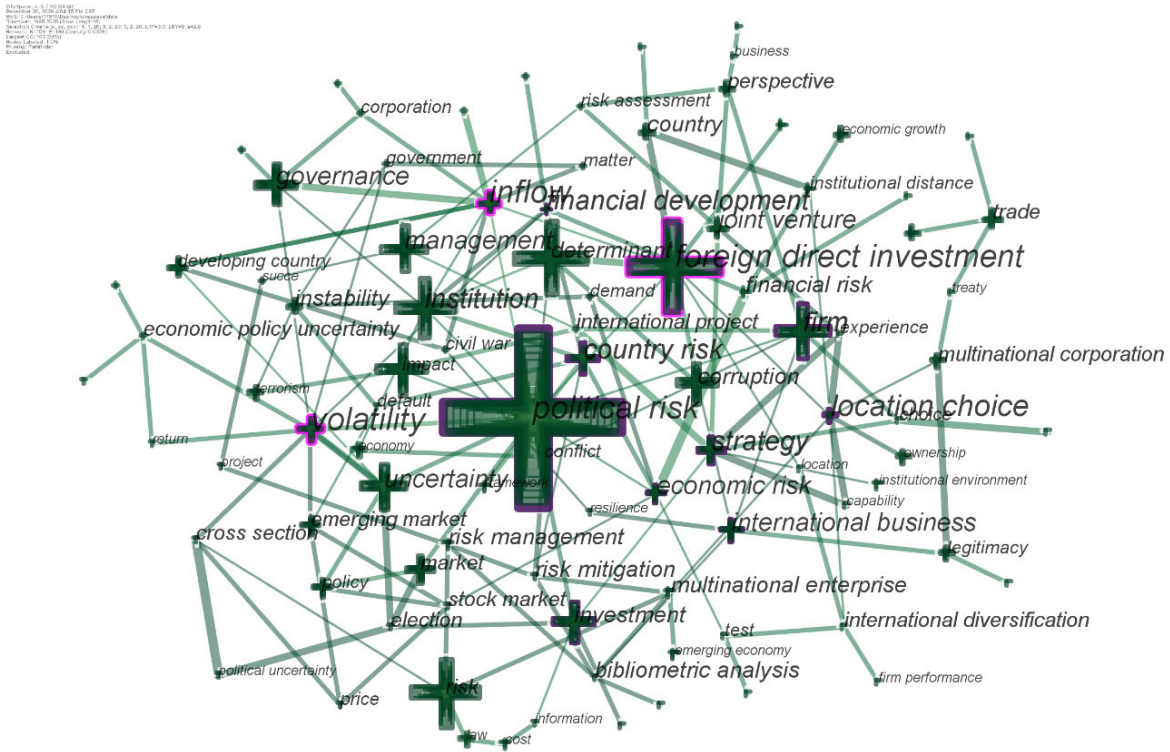 business
perspective
corporation
risk assessment
country
economic growth
government
matter
governance
inflow
financial development
institutional distance
joint venture
trade
management
determinant
foreign direct investment
developing country
succe
instability
institution
demand
financial risk
treaty
economic policy uncertainty
international project
firm
experience
civil war
country risk
multinational corporation
impact
corruption
terrorism
default
political risk
location choice
choice
volatility
return
economy
conflict
strategy
ownership
project
location
uncertainty
framework
economic risk
institutional environment
capability
resilience
emerging market
international business
cross section
risk management
legitimacy
market
risk mitigation
policy
multinational enterprise
stock market
election
investment
test
international diversification
emerging economy
political uncertainty
bibliometric analysis
firm performance
risk
price
information
law
cost